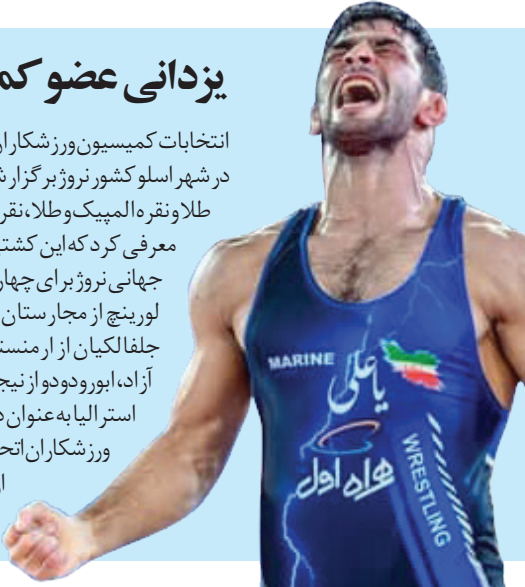 یزدانی عضو کم
انتخابات کمیسیون ورزشکاران
در شهر اسلو کشور نروژ برگزار ش
طلا و نقره المپیک و طلا، نقر
معرفی کرد که این کشتی
جهانی نروژ برای چهار
لورینچ از مجارستان
جلفالکیان از ارمنست
آزاد، ابورودودو از نیج
استرالیا به عنوان د
ورزشکاران اتح
ا
MARINE
یا علی
همراه اول
WRESTLING